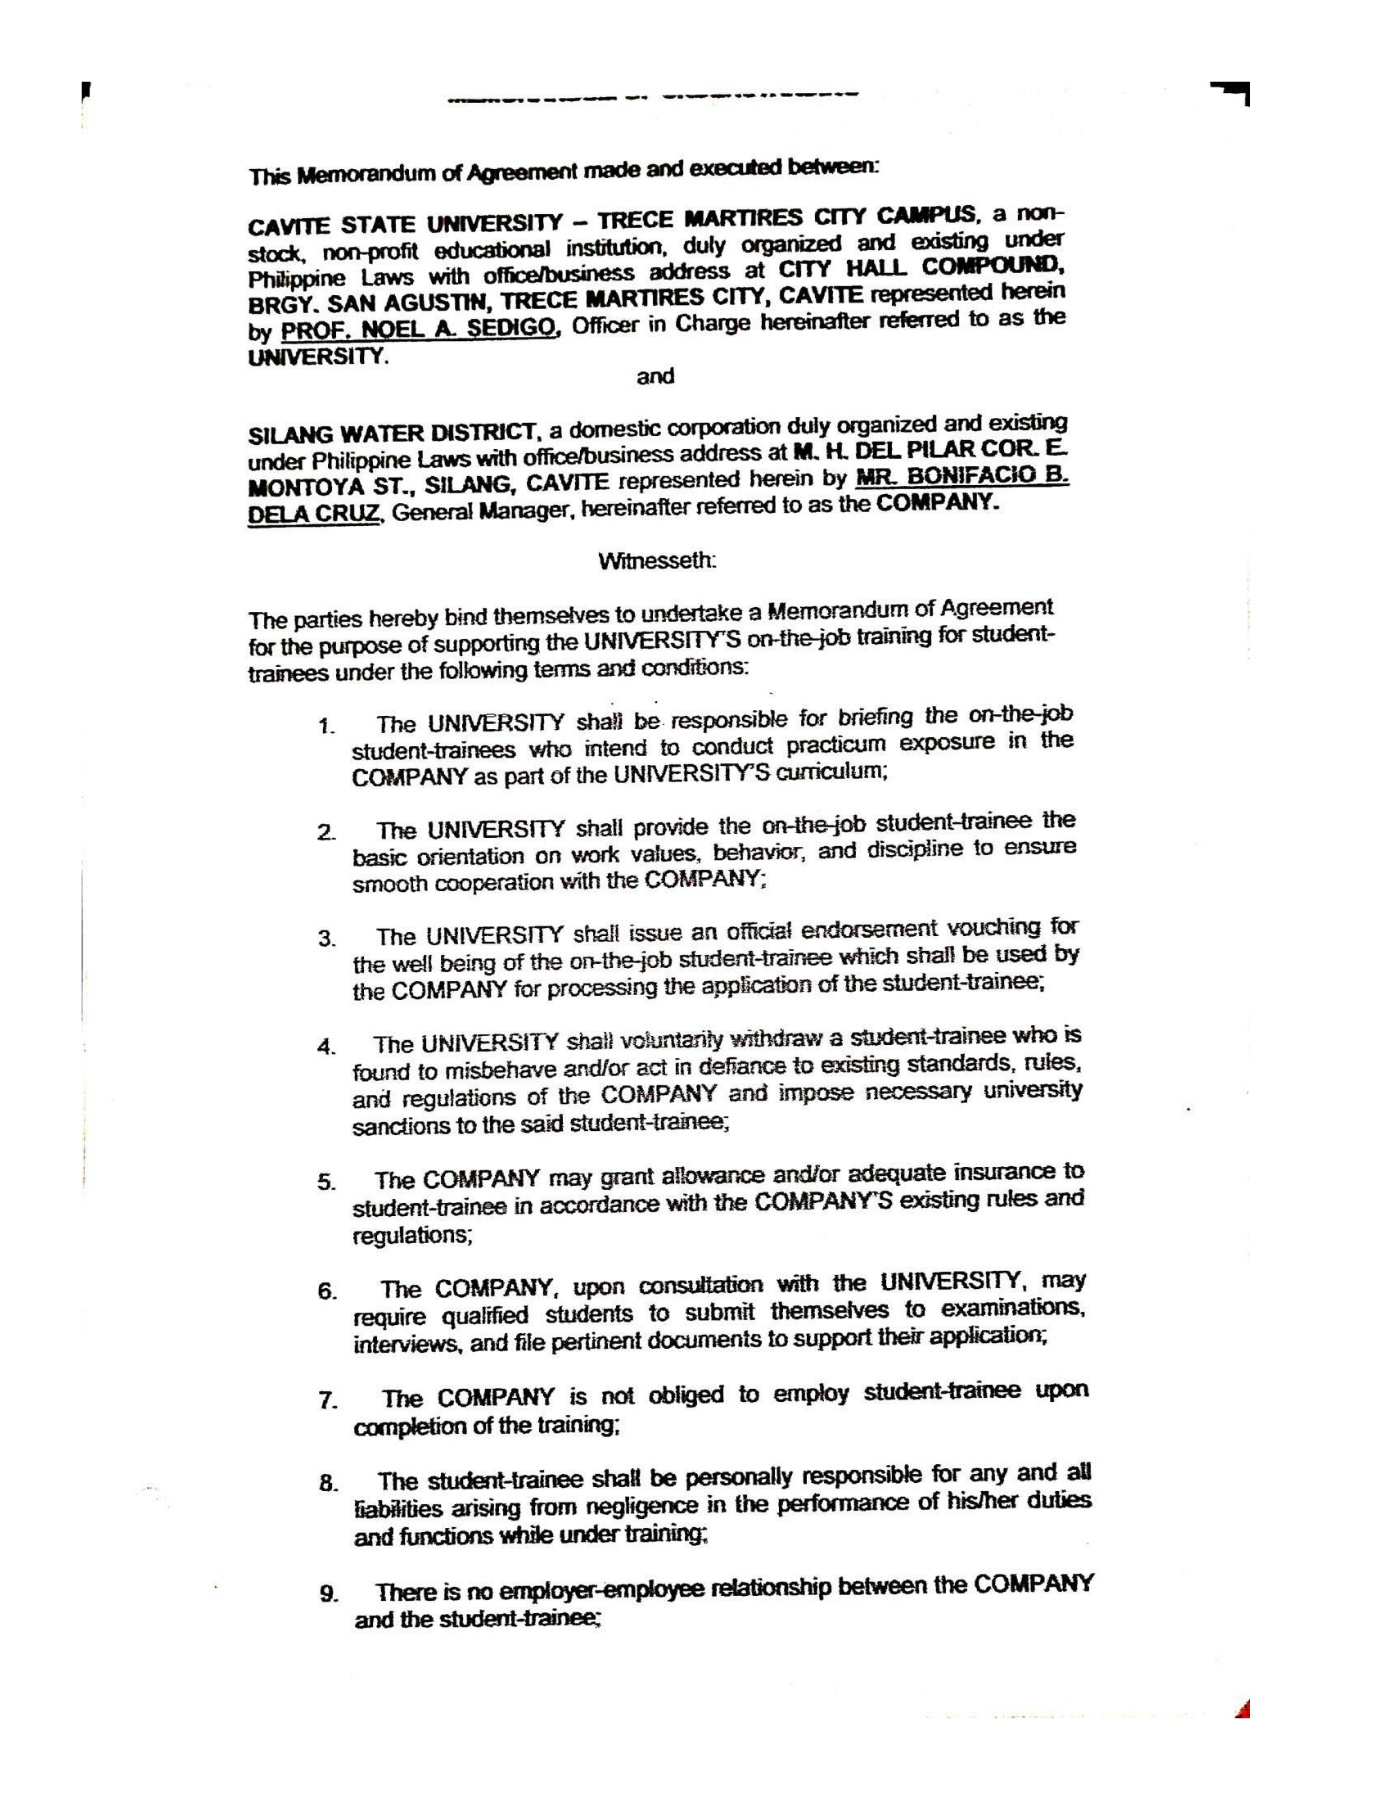 This Memorandum of Agreement made and executed between:
CAVITE STATE UNIVERSITY – TRECE MARTIRES CITY CAMPUS, a non-
stock, non-profit educational institution, duly organized and existing under
Philippine Laws with office/business address at CITY HALL COMPOUND,
BRGY. SAN AGUSTIN, TRECE MARTIRES CITY, CAVITE represented herein
by PROF. NOEL A. SEDIGO, Officer in Charge hereinafter referred to as the
UNIVERSITY.
and
SILANG WATER DISTRICT, a domestic corporation duly organized and existing
under Philippine Laws with office/business address at M. H. DEL PILAR COR. E.
MONTOYA ST., SILANG, CAVITE represented herein by MR. BONIFACIO B.
DELA CRUZ, General Manager, hereinafter referred to as the COMPANY.
Witnesseth:
The parties hereby bind themselves to undertake a Memorandum of Agreement
for the purpose of supporting the UNIVERSITY'S on-the-job training for student-
trainees under the following terms and conditions:
1. The UNIVERSITY shall be responsible for briefing the on-the-job
student-trainees who intend to conduct practicum exposure in the
COMPANY as part of the UNIVERSITY'S curriculum;
2. The UNIVERSITY shall provide the on-the-job student-trainee the
basic orientation on work values, behavior, and discipline to ensure
smooth cooperation with the COMPANY;
3. The UNIVERSITY shall issue an official endorsement vouching for
the well being of the on-the-job student-trainee which shall be used by
the COMPANY for processing the application of the student-trainee;
4. The UNIVERSITY shall voluntarily withdraw a student-trainee who is
found to misbehave and/or act in defiance to existing standards, rules,
and regulations of the COMPANY and impose necessary university
sanctions to the said student-trainee;
5. The COMPANY may grant allowance and/or adequate insurance to
student-trainee in accordance with the COMPANY'S existing rules and
regulations;
6. The COMPANY, upon consultation with the UNIVERSITY, may
require qualified students to submit themselves to examinations,
interviews, and file pertinent documents to support their application;
7. The COMPANY is not obliged to employ student-trainee upon
completion of the training;
8. The student-trainee shall be personally responsible for any and all
liabilities arising from negligence in the performance of his/her duties
and functions while under training;
9. There is no employer-employee relationship between the COMPANY
and the student-trainee;